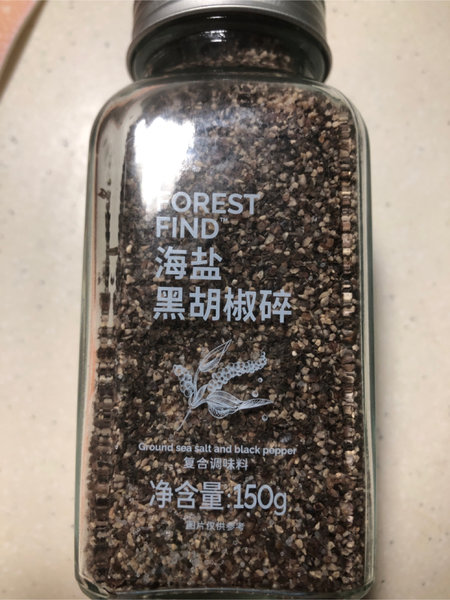 FOREST
FIND™
海盐
黑胡椒碎
Ground sea salt and black pepper
复合调味料
净含量:150g
图片仅供参考